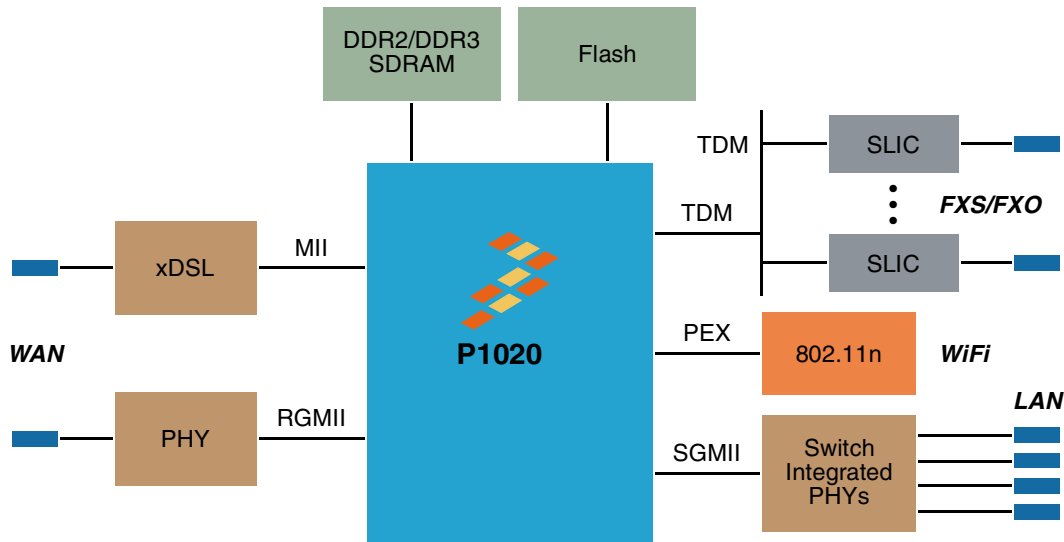 DDR2/DDR3
SDRAM
Flash
TDM
SLIC
TDM
FXS/FXO
MII
xDSL
SLIC
WAN
P1020
PEX
802.11n
WiFi
LAN
RGMII
PHY
SGMII
Switch
Integrated
PHYs